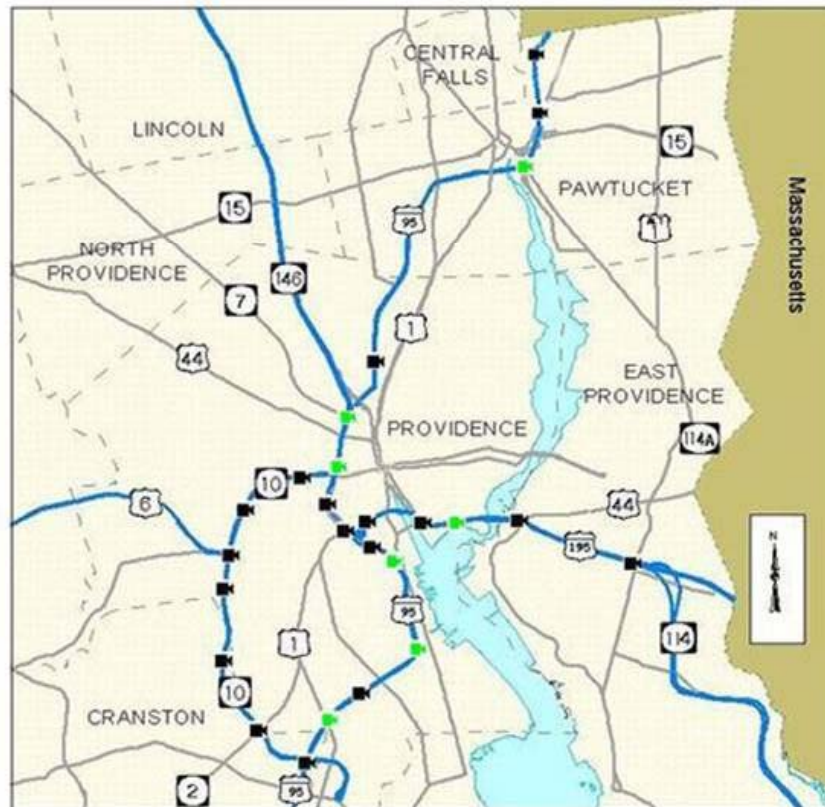 CENTRAL
FALLS
LINCOLN
15
PAWTUCKET
Massachusetts
15
95
1
NORTH
PROVIDENCE
146
7
1
44
EAST
PROVIDENCE
PROVIDENCE
114A
10
6
44
N
195
95
1
114
10
CRANSTON
2
95